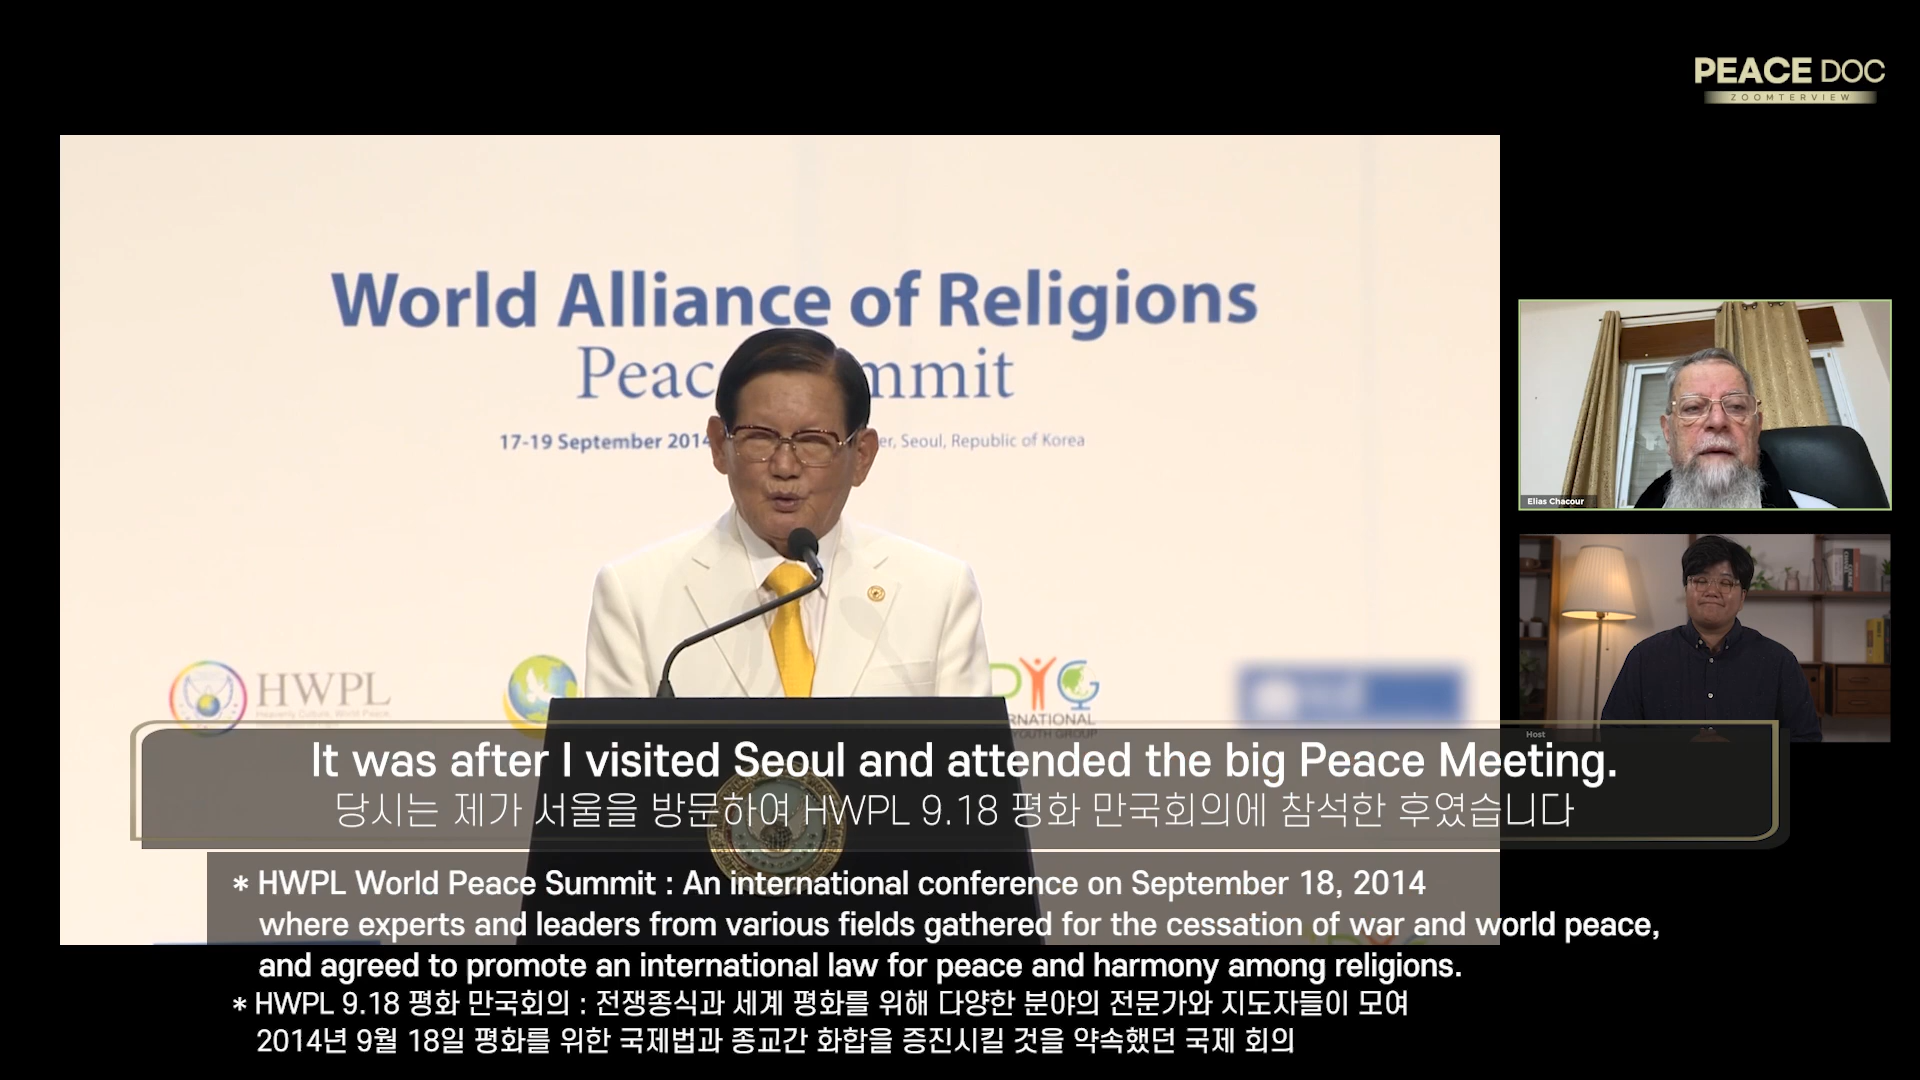 PEACE DOC
ZOOMTERVIEW
World Alliance of Religions
Peac mmit
17-19 September 2014 er, Seoul, Republic of Korea
Elias Chacour
HWPL
Heavenly Culture, World Peace
RNATIONAL
YOUTH GROUP
Host
It was after I visited Seoul and attended the big Peace Meeting.
당시는 제가 서울을 방문하여 HWPL 9.18 평화 만국회의에 참석한 후였습니다
* HWPL World Peace Summit : An international conference on September 18, 2014
where experts and leaders from various fields gathered for the cessation of war and world peace,
and agreed to promote an international law for peace and harmony among religions.
* HWPL 9.18 평화 만국회의 : 전쟁종식과 세계 평화를 위해 다양한 분야의 전문가와 지도자들이 모여
2014년 9월 18일 평화를 위한 국제법과 종교간 화합을 증진시킬 것을 약속했던 국제 회의